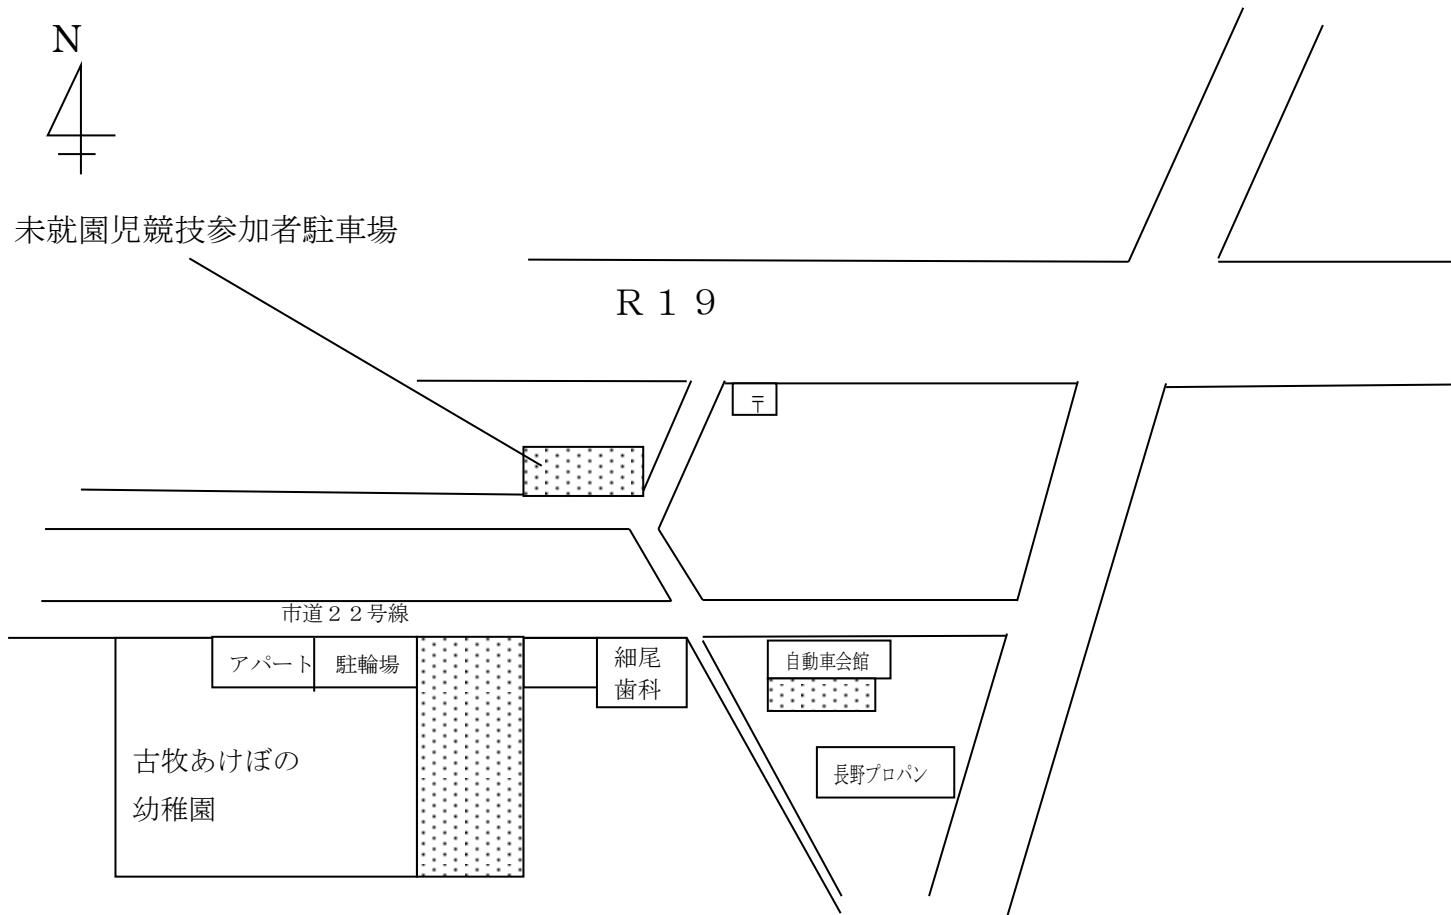 N
未就園児競技参加者駐車場
Ｒ１９
〒
市道２２号線
アパート
駐輪場
細尾
歯科
自動車会館
長野プロパン
古牧あけぼの
幼稚園